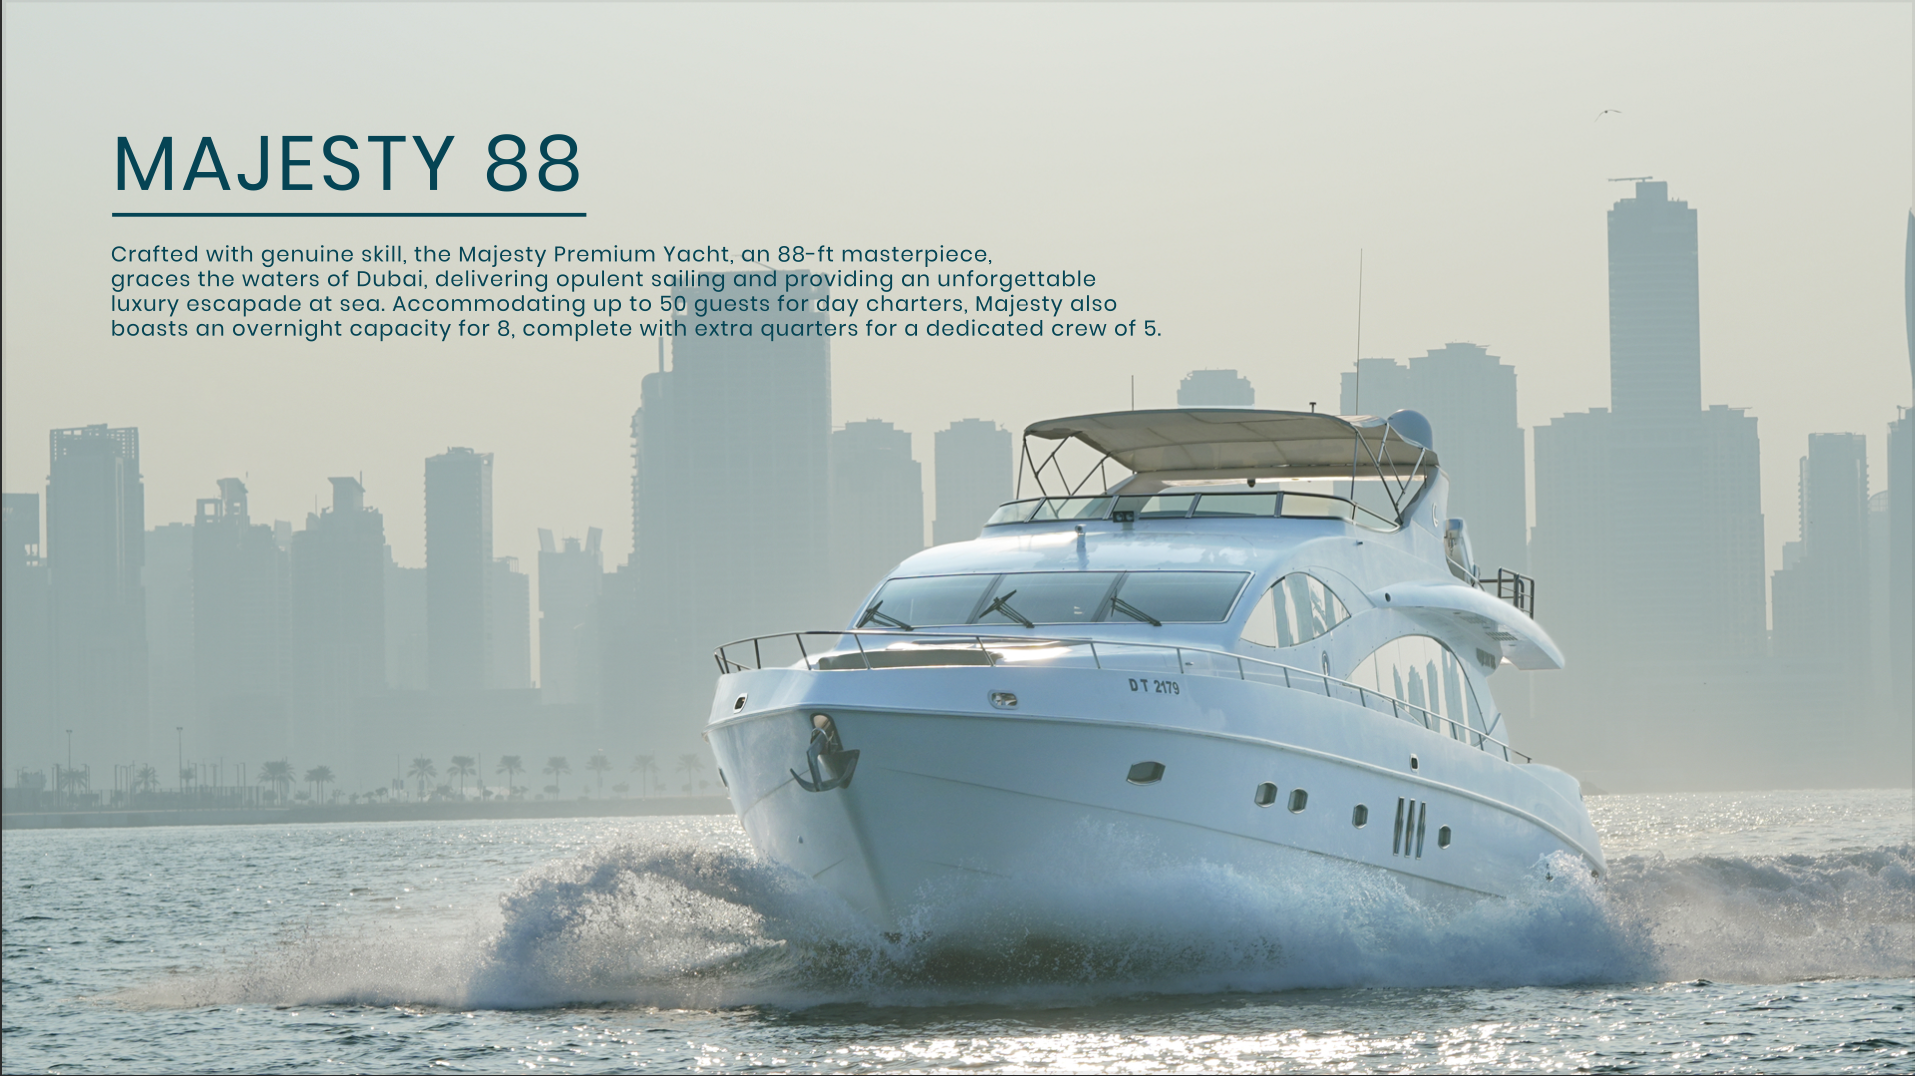 MAJESTY 88
Crafted with genuine skill, the Majesty Premium Yacht, an 88-ft masterpiece,
graces the waters of Dubai, delivering opulent sailing and providing an unforgettable
luxury escapade at sea. Accommodating up to 50 guests for day charters, Majesty also
boasts an overnight capacity for 8, complete with extra quarters for a dedicated crew of 5.
DT 2179